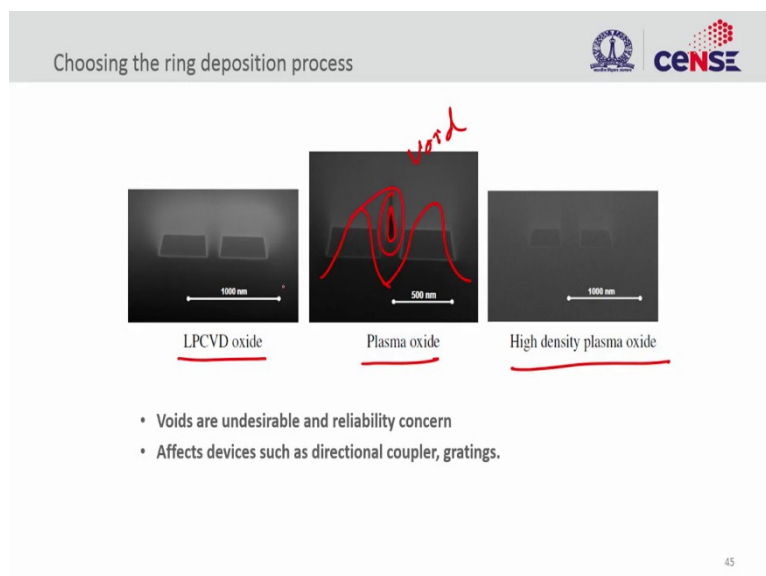 Choosing the ring deposition process
CeNSE
Void
1000 nm
500 nm
1000 nm
LPCVD oxide
Plasma oxide
High density plasma oxide
• Voids are undesirable and reliability concern
• Affects devices such as directional coupler, gratings.
45